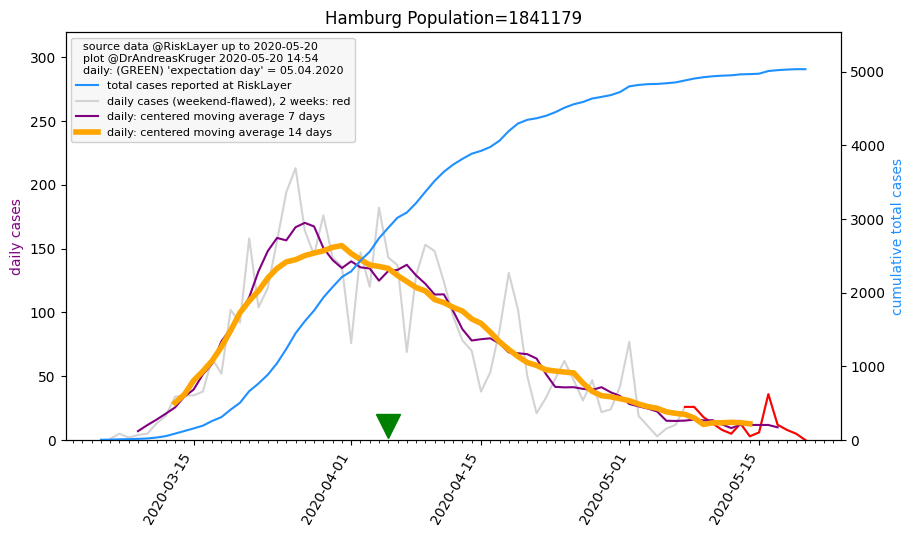 Hamburg Population=1841179
source data @RiskLayer up to 2020-05-20
plot @DrAndreasKruger 2020-05-20 14:54
daily: (GREEN) 'expectation day' = 05.04.2020
total cases reported at RiskLayer
daily cases (weekend-flawed), 2 weeks: red
daily: centered moving average 7 days
daily: centered moving average 14 days
daily cases
300
250
200
150
100
50
0
cumulative total cases
5000
4000
3000
2000
1000
0
2020-03-15
2020-04-01
2020-04-15
2020-05-01
2020-05-15